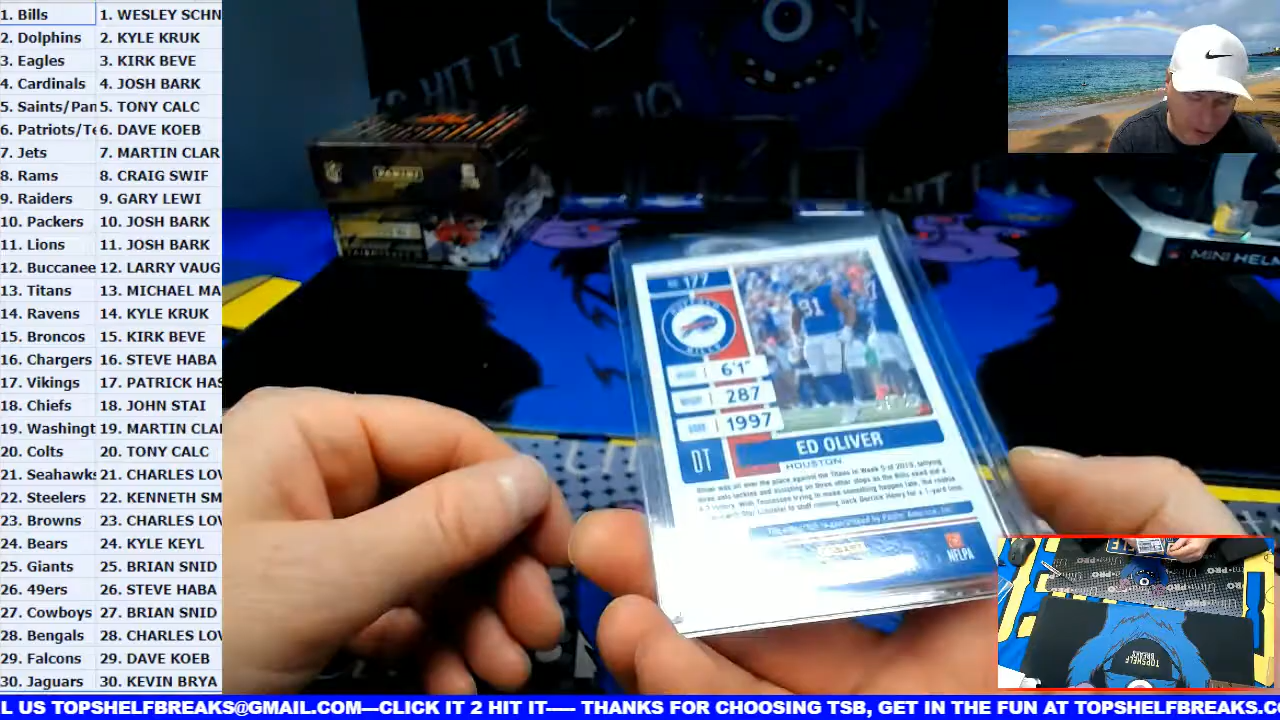 1. Bills 1. WESLEY SCHN
2. Dolphins 2. KYLE KRUK
3. Eagles 3. KIRK BEVE
4. Cardinals 4. JOSH BARK
5. Saints/Pan 5. TONY CALC
6. Patriots/Te 6. DAVE KOEB
7. Jets 7. MARTIN CLAR
8. Rams 8. CRAIG SWIF
9. Raiders 9. GARY LEWI
10. Packers 10. JOSH BARK
11. Lions 11. JOSH BARK
12. Buccanee 12. LARRY VAUG
13. Titans 13. MICHAEL MA
14. Ravens 14. KYLE KRUK
15. Broncos 15. KIRK BEVE
16. Chargers 16. STEVE HABA
17. Vikings 17. PATRICK HAS
18. Chiefs 18. JOHN STAI
19. Washingt 19. MARTIN CLAI
20. Colts 20. TONY CALC
21. Seahawks 21. CHARLES LOV
22. Steelers 22. KENNETH SM
23. Browns 23. CHARLES LOV
24. Bears 24. KYLE KEYL
25. Giants 25. BRIAN SNID
26. 49ers 26. STEVE HABA
27. Cowboys 27. BRIAN SNID
28. Bengals 28. CHARLES LOV
29. Falcons 29. DAVE KOEB
30. Jaguars 30. KEVIN BRYA
HIT IT
MINI HELM
NO. 177
BUFFALO
BILLS
91
6'1"
287
1997
DT
ED OLIVER
HOUSTON
NFLPA
TOPSHELF
BREAKS
L US TOPSHELFBREAKS@GMAIL.COM---CLICK IT 2 HIT IT----- THANKS FOR CHOOSING TSB, GET IN THE FUN AT TOPSHELFBREAKS.C